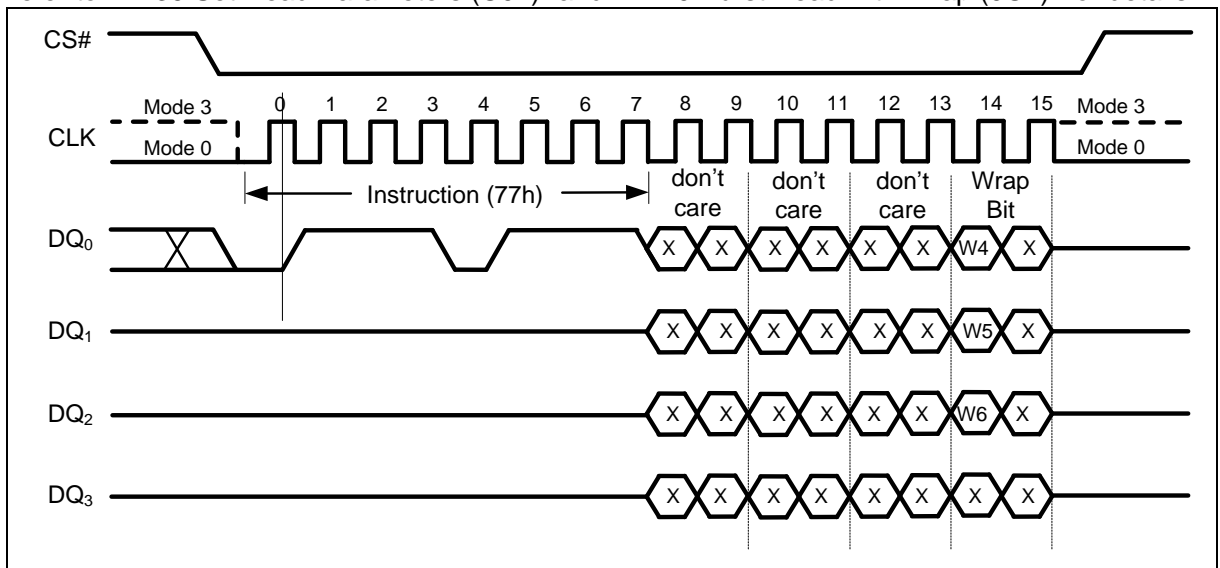 CS#
Mode 3 0 1 2 3 4 5 6 7 8 9 10 11 12 13 14 15 Mode 3
CLK
Mode 0 Mode 0
Instruction (77h)
don't care don't care don't care Wrap Bit
DQ0 X X X X X X W4 X
DQ1 X X X X X X W5 X
DQ2 X X X X X X W6 X
DQ3 X X X X X X X X